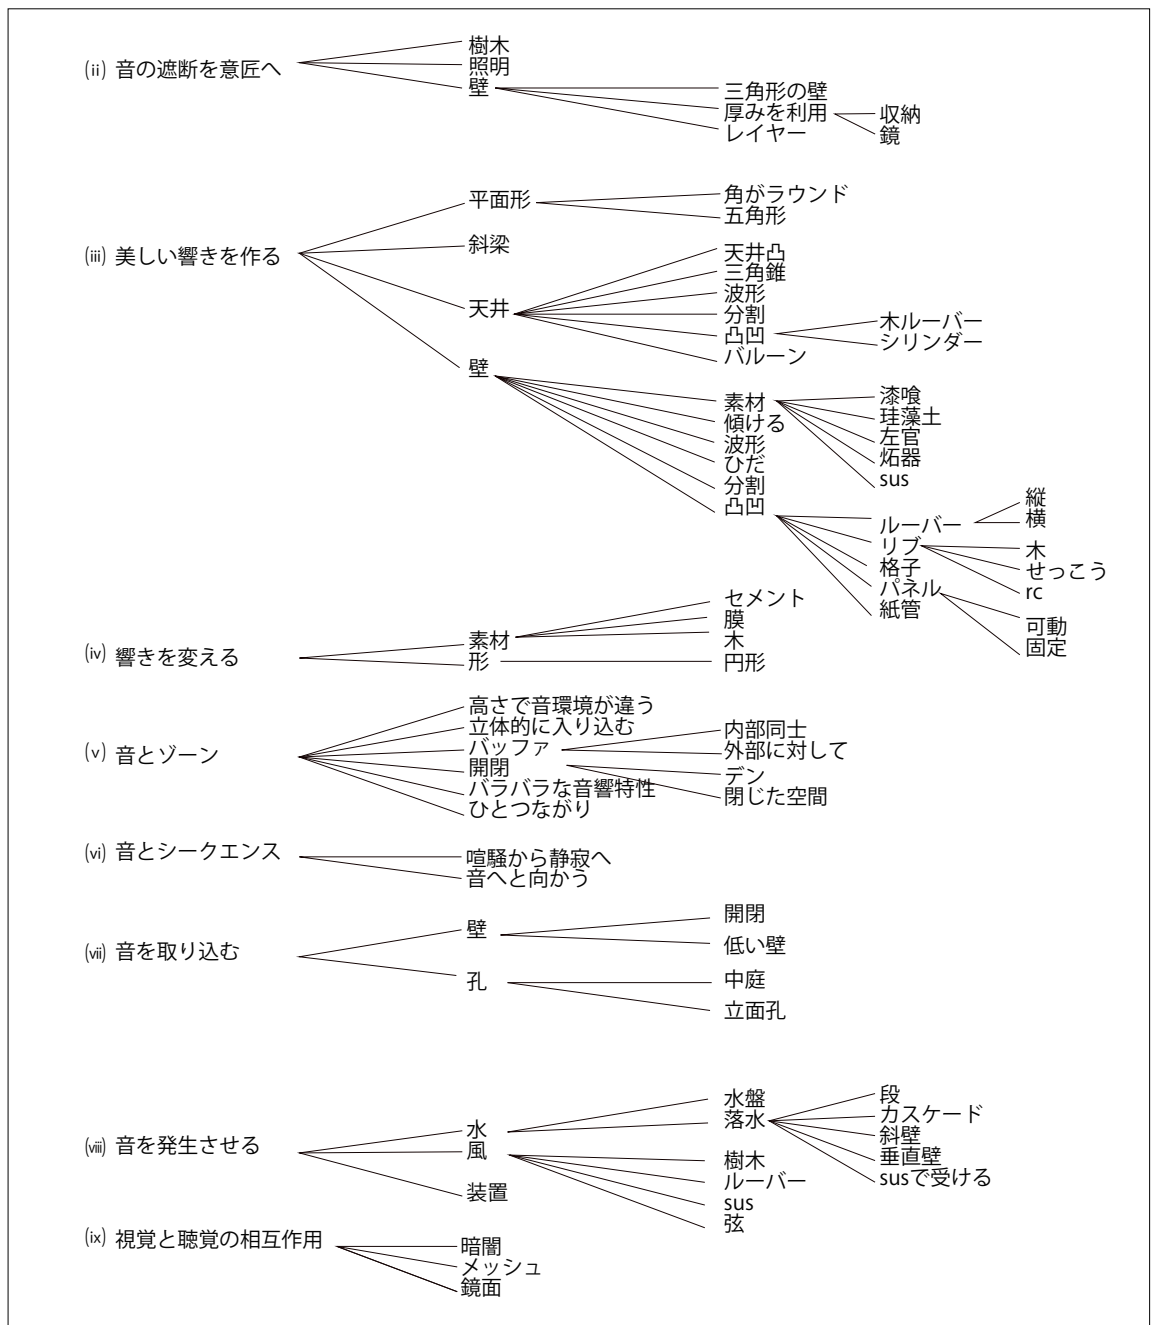 (ii) 音の遮断を意匠へ
樹木
照明
壁
三角形の壁
厚みを利用
レイヤー
収納
鏡
(iii) 美しい響きを作る
平面形
角がラウンド
五角形
斜梁
天井
天井凸
三角錐
波形
分割
凸凹
バルーン
木ルーバー
シリンダー
壁
素材
傾ける
波形
ひだ
分割
凸凹
漆喰
珪藻土
左官
炻器
sus
ルーバー
リブ
格子
パネル
紙管
縦
横
木
せっこう
rc
可動
固定
(iv) 響きを変える
素材
形
セメント
膜
木
円形
(v) 音とゾーン
高さで音環境が違う
立体的に入り込む
バッファ
開閉
バラバラな音響特性
ひとつながり
内部同士
外部に対して
デン
閉じた空間
(vi) 音とシークエンス
喧騒から静寂へ
音へと向かう
(vii) 音を取り込む
壁
開閉
低い壁
孔
中庭
立面孔
(viii) 音を発生させる
水
風
装置
水盤
落水
段
カスケード
斜壁
垂直壁
susで受ける
樹木
ルーバー
sus
弦
(ix) 視覚と聴覚の相互作用
暗闇
メッシュ
鏡面